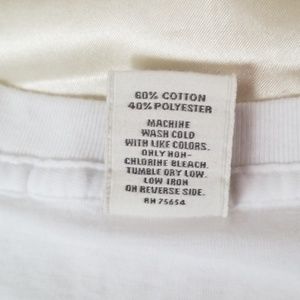 60% COTTON
40% POLYESTER
MACHINE
WASH COLD
WITH LIKE COLORS.
ONLY NON-
CHLORINE BLEACH.
TUMBLE DRY LOW.
LOW IRON
ON REVERSE SIDE.
RN 75654